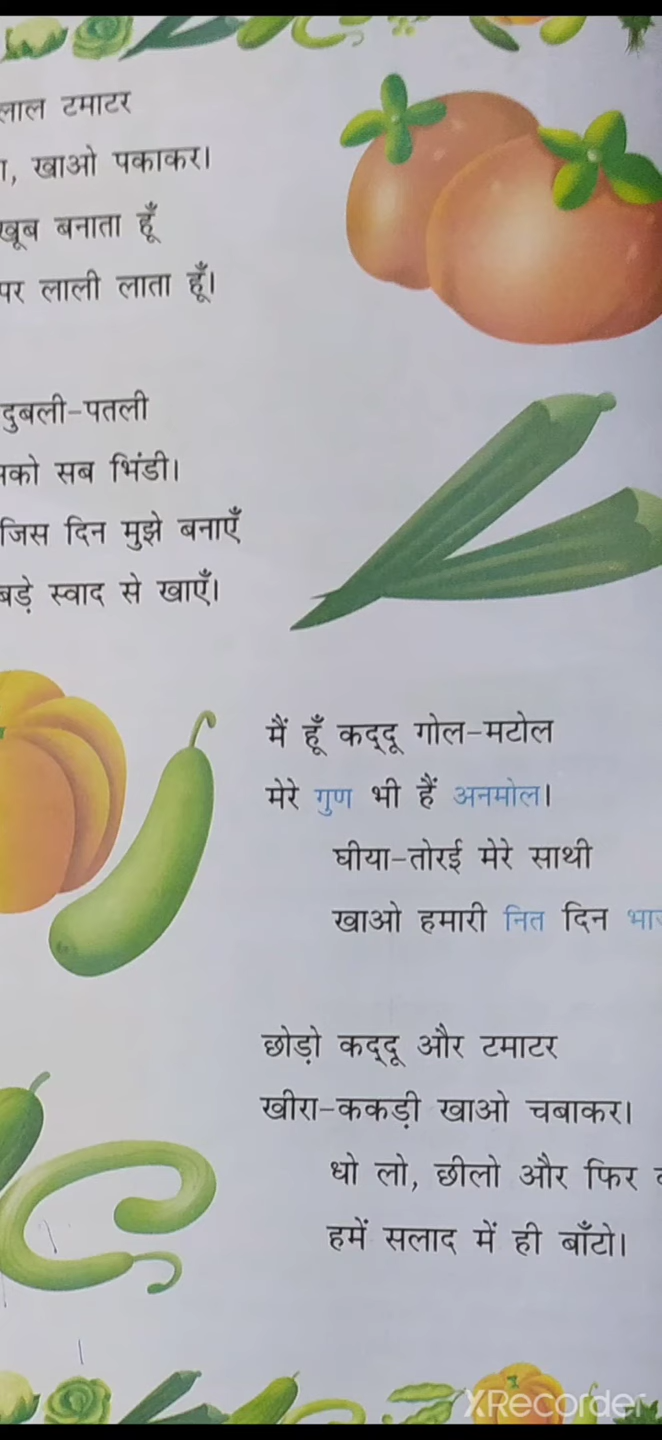 लाल टमाटर
खाओ पकाकर।
खूब बनाता हूँ
पर लाली लाता हूँ।
दुबली-पतली
सब भिंडी।
जिस दिन मुझे बनाएँ
बड़े स्वाद से खाएँ।
मैं हूँ कद्दू गोल-मटोल
मेरे गुण भी हैं अनमोल।
घीया-तोरई मेरे साथी
खाओ हमारी नित दिन
छोड़ो कद्दू और टमाटर
खीरा-ककड़ी खाओ चबाकर।
धो लो, छीलो और फिर
हमें सलाद में ही बाँटो।
XRecorder